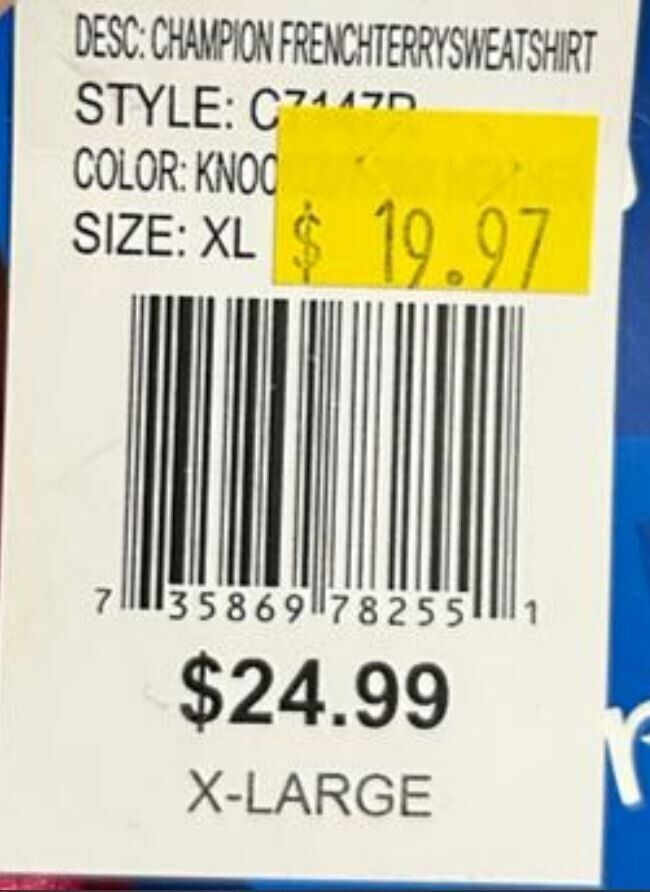 DESC: CHAMPION FRENCHTERRYSWEATSHIRT
STYLE:
COLOR:
SIZE: XL
$ 19.97
7 35869 78255 1
$24.99
X-LARGE